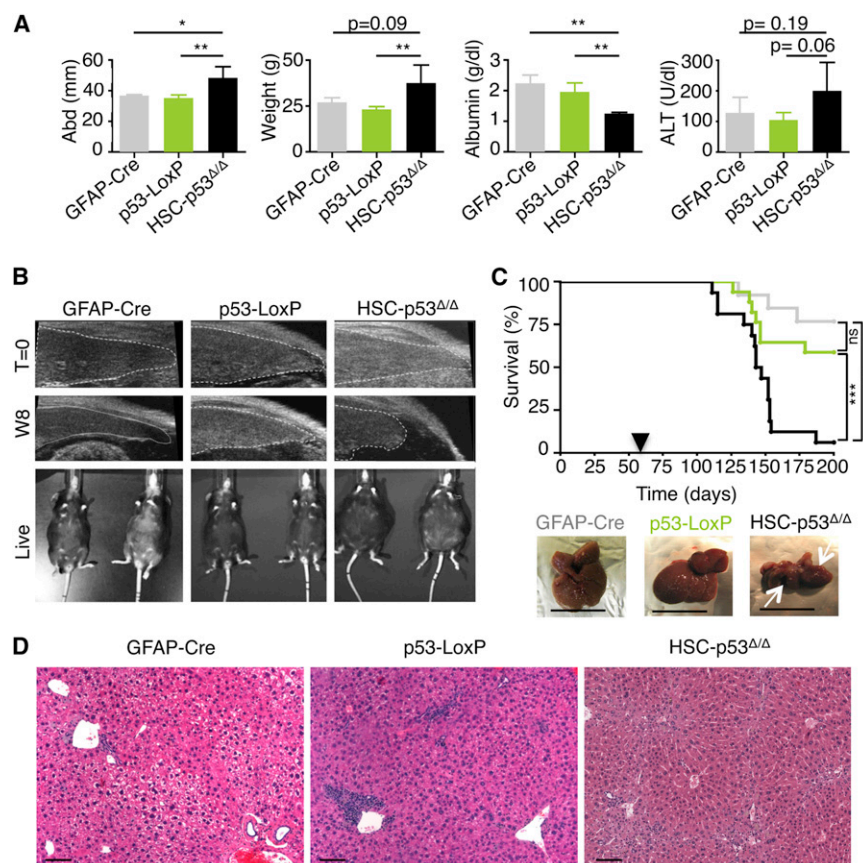 A
*
**
Abd (mm)
60
40
20
0
GFAP-Cre
p53-LoxP
HSC-p53Δ/Δ
p=0.09
**
Weight (g)
50
25
0
GFAP-Cre
p53-LoxP
HSC-p53Δ/Δ
**
**
Albumin (g/dl)
3
2
1
0
GFAP-Cre
p53-LoxP
HSC-p53Δ/Δ
p= 0.19
p= 0.06
ALT (U/dl)
300
200
100
0
GFAP-Cre
p53-LoxP
HSC-p53Δ/Δ
B
GFAP-Cre p53-LoxP HSC-p53Δ/Δ
T=0
W8
Live
C
Survival (%)
100
75
50
25
0
0 25 50 75 100 125 150 175 200
Time (days)
ns
***
GFAP-Cre p53-LoxP HSC-p53Δ/Δ
D
GFAP-Cre p53-LoxP HSC-p53Δ/Δ